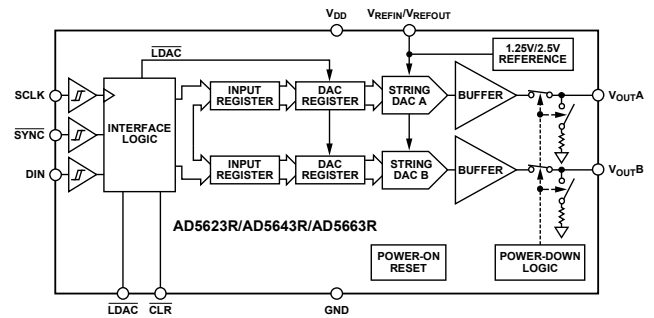 VDD
VREFIN/VREFOUT
LDAC
1.25V/2.5V
REFERENCE
SCLK
SYNC
DIN
INTERFACE
LOGIC
INPUT
REGISTER
DAC
REGISTER
STRING
DAC A
BUFFER
VOUTA
INPUT
REGISTER
DAC
REGISTER
STRING
DAC B
BUFFER
VOUTB
AD5623R/AD5643R/AD5663R
POWER-ON
RESET
POWER-DOWN
LOGIC
LDAC
CLR
GND